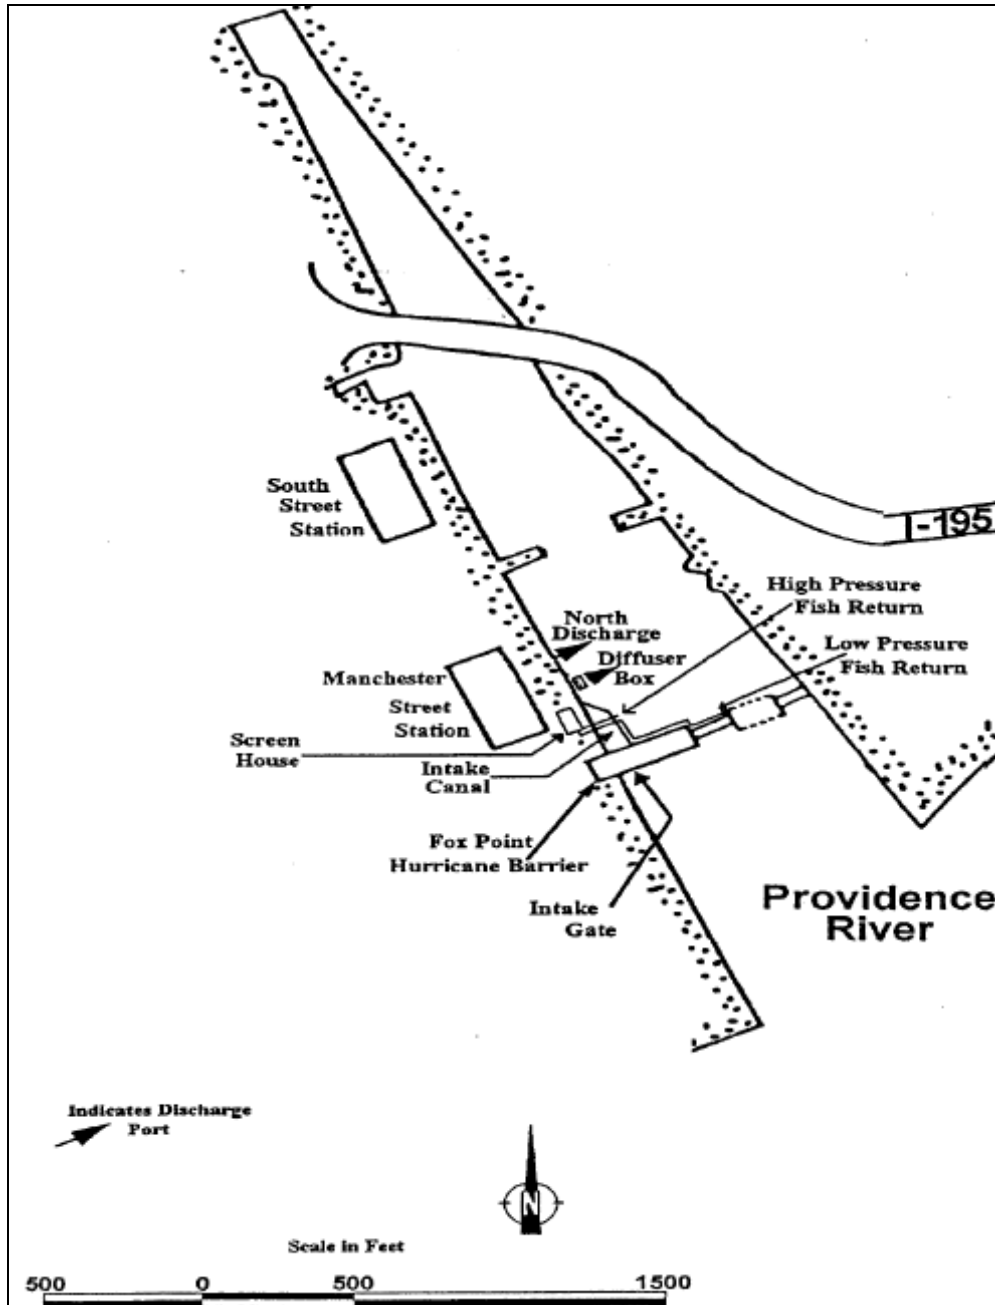 South
Street
Station
I-195
High Pressure
Fish Return
North
Discharge
Low Pressure
Fish Return
Diffuser
Box
Manchester
Street
Station
Screen
House
Intake
Canal
Fox Point
Hurricane Barrier
Intake
Gate
Providence
River
Indicates Discharge
Port
N
Scale in Feet
500 0 500 1500